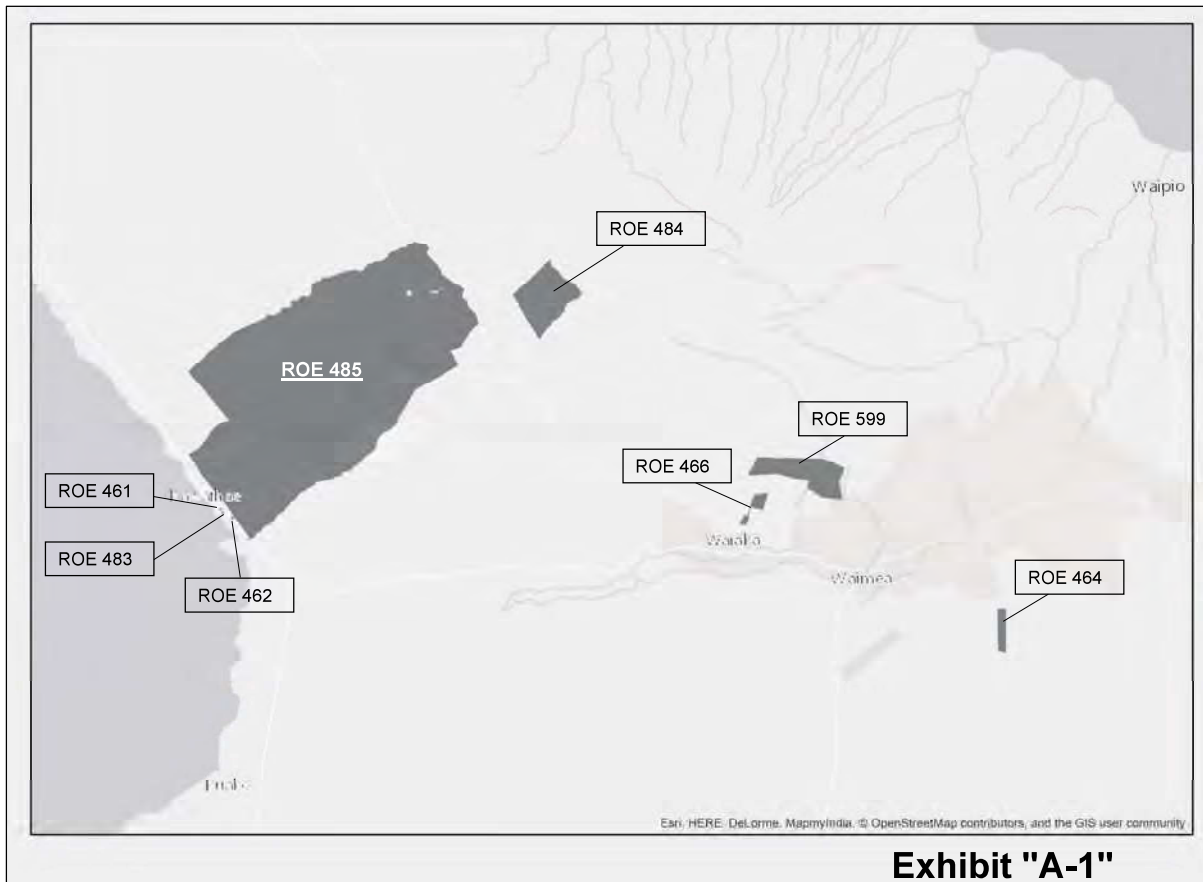 Waipio
ROE 484
ROE 485
ROE 599
ROE 466
ROE 461
Waiaka
ROE 483
Waimea
ROE 464
ROE 462
Esri, HERE, DeLorme, MapmyIndia, © OpenStreetMap contributors, and the GIS user community
Exhibit "A-1"